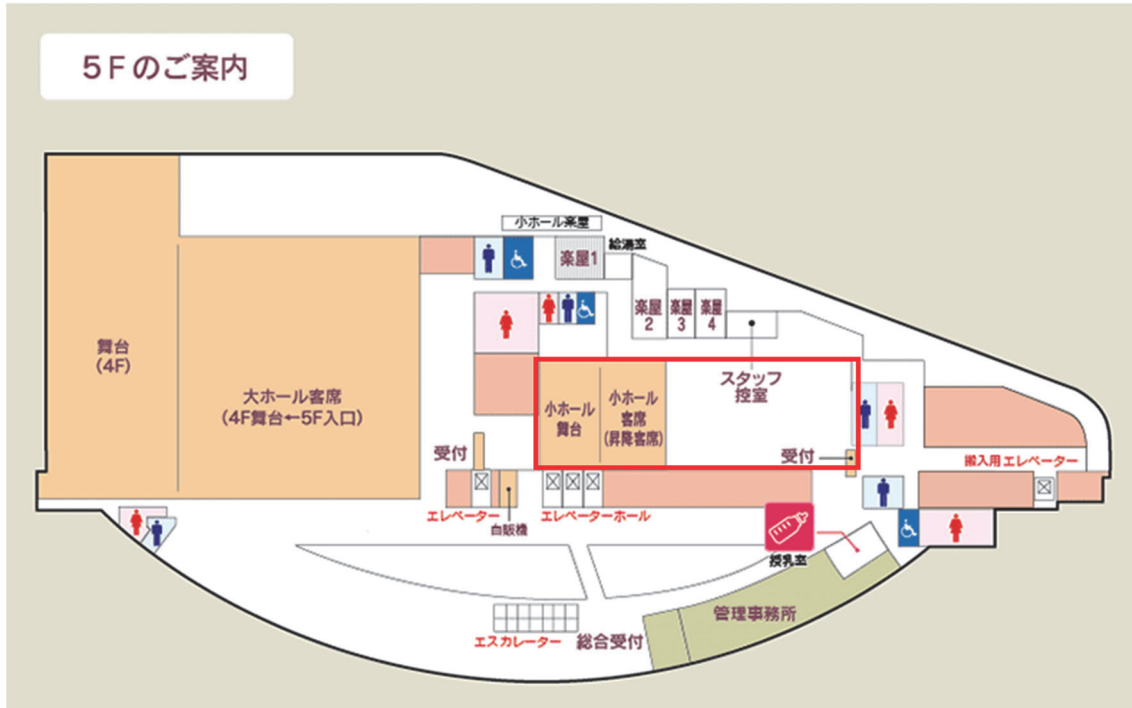 5Fのご案内
小ホール楽屋
給湯室
楽屋1
楽屋
2
楽屋
3
楽屋
4
舞台
(4F)
大ホール客席
(4F舞台←5F入口)
小ホール
舞台
小ホール
客席
(昇降客席)
スタッフ
控室
受付
受付
搬入用エレベーター
エレベーター
自販機
エレベーターホール
授乳室
管理事務所
エスカレーター
総合受付